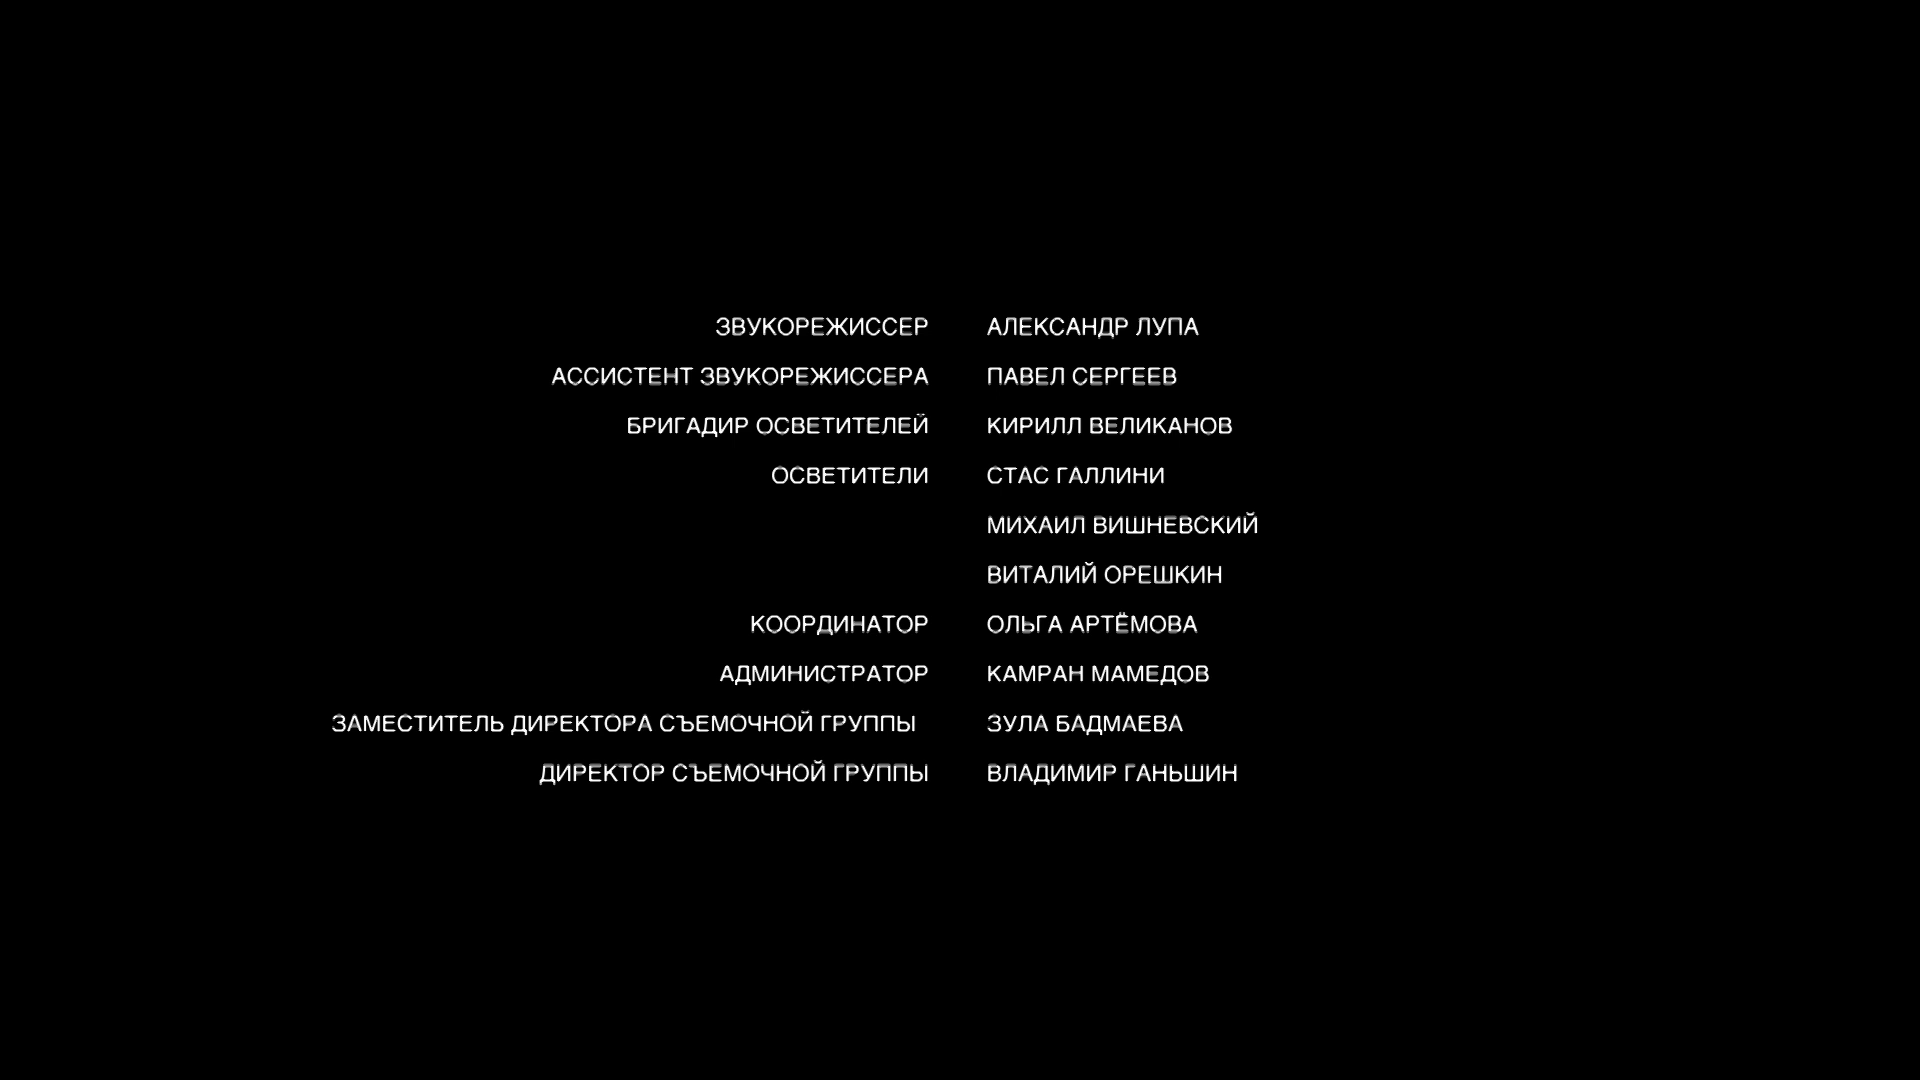 ЗВУКОРЕЖИССЕР АЛЕКСАНДР ЛУПА
АССИСТЕНТ ЗВУКОРЕЖИССЕРА ПАВЕЛ СЕРГЕЕВ
БРИГАДИР ОСВЕТИТЕЛЕЙ КИРИЛЛ ВЕЛИКАНОВ
ОСВЕТИТЕЛИ СТАС ГАЛЛИНИ
МИХАИЛ ВИШНЕВСКИЙ
ВИТАЛИЙ ОРЕШКИН
КООРДИНАТОР ОЛЬГА АРТЁМОВА
АДМИНИСТРАТОР КАМРАН МАМЕДОВ
ЗАМЕСТИТЕЛЬ ДИРЕКТОРА СЪЕМОЧНОЙ ГРУППЫ ЗУЛА БАДМАЕВА
ДИРЕКТОР СЪЕМОЧНОЙ ГРУППЫ ВЛАДИМИР ГАНЬШИН